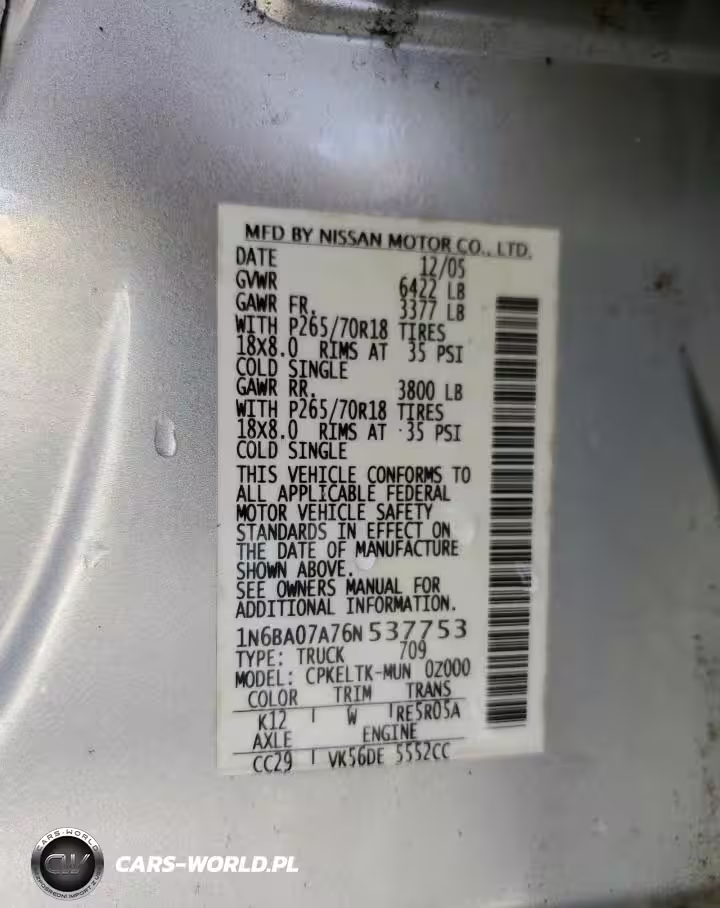 MFD BY NISSAN MOTOR CO., LTD.
DATE 12/05
GVWR 6422 LB
GAWR FR. 3377 LB
WITH P265/70R18 TIRES
18X8.0 RIMS AT 35 PSI
COLD SINGLE
GAWR RR. 3800 LB
WITH P265/70R18 TIRES
18X8.0 RIMS AT 35 PSI
COLD SINGLE
THIS VEHICLE CONFORMS TO
ALL APPLICABLE FEDERAL
MOTOR VEHICLE SAFETY
STANDARDS IN EFFECT ON
THE DATE OF MANUFACTURE
SHOWN ABOVE.
SEE OWNERS MANUAL FOR
ADDITIONAL INFORMATION.
1N6BA07A76N537753
TYPE: TRUCK 709
MODEL: CPKELTK-MUN 0Z000
COLOR TRIM TRANS
K12 W RE5R05A
AXLE ENGINE
CC29 VK56DE 5552CC
CARS-WORLD
CW
CARS-WORLD.PL